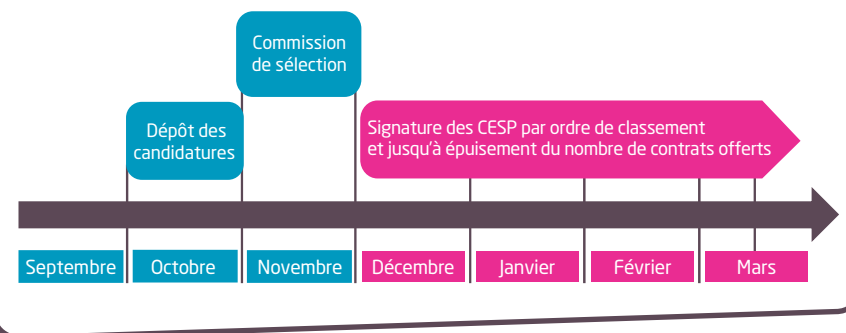 Commission
de sélection
Dépôt des
candidatures
Signature des CESP par ordre de classement
et jusqu'à épuisement du nombre de contrats offerts
Septembre
Octobre
Novembre
Décembre
Janvier
Février
Mars